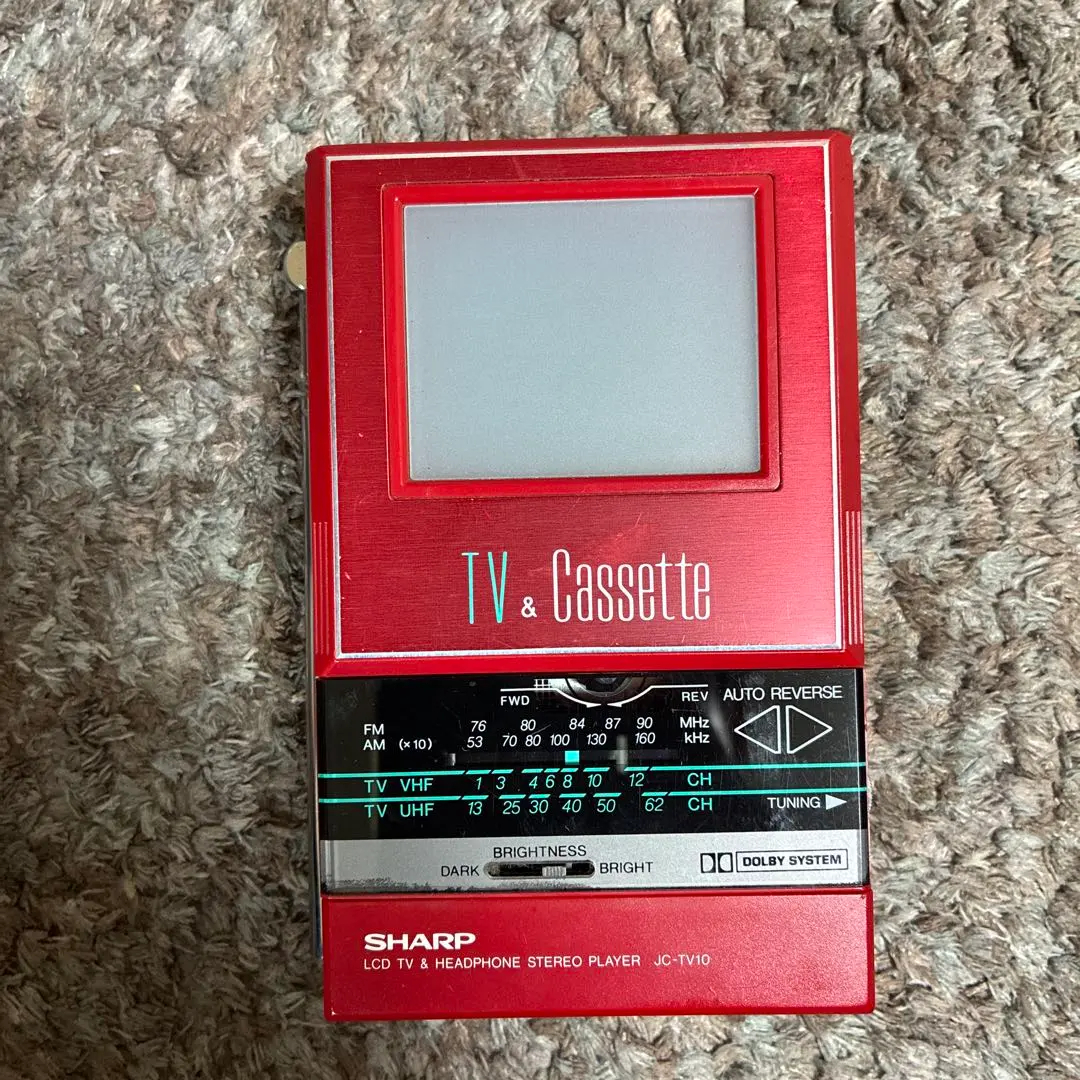 TV & Cassette
FWD REV AUTO REVERSE
FM 76 80 84 87 90 MHz
AM (×10) 53 70 80 100 130 160 kHz
TV VHF 1 3 4 6 8 10 12 CH
TV UHF 13 25 30 40 50 62 CH
TUNING ▶
BRIGHTNESS
DARK BRIGHT
DOLBY SYSTEM
SHARP
LCD TV & HEADPHONE STEREO PLAYER JC-TV10